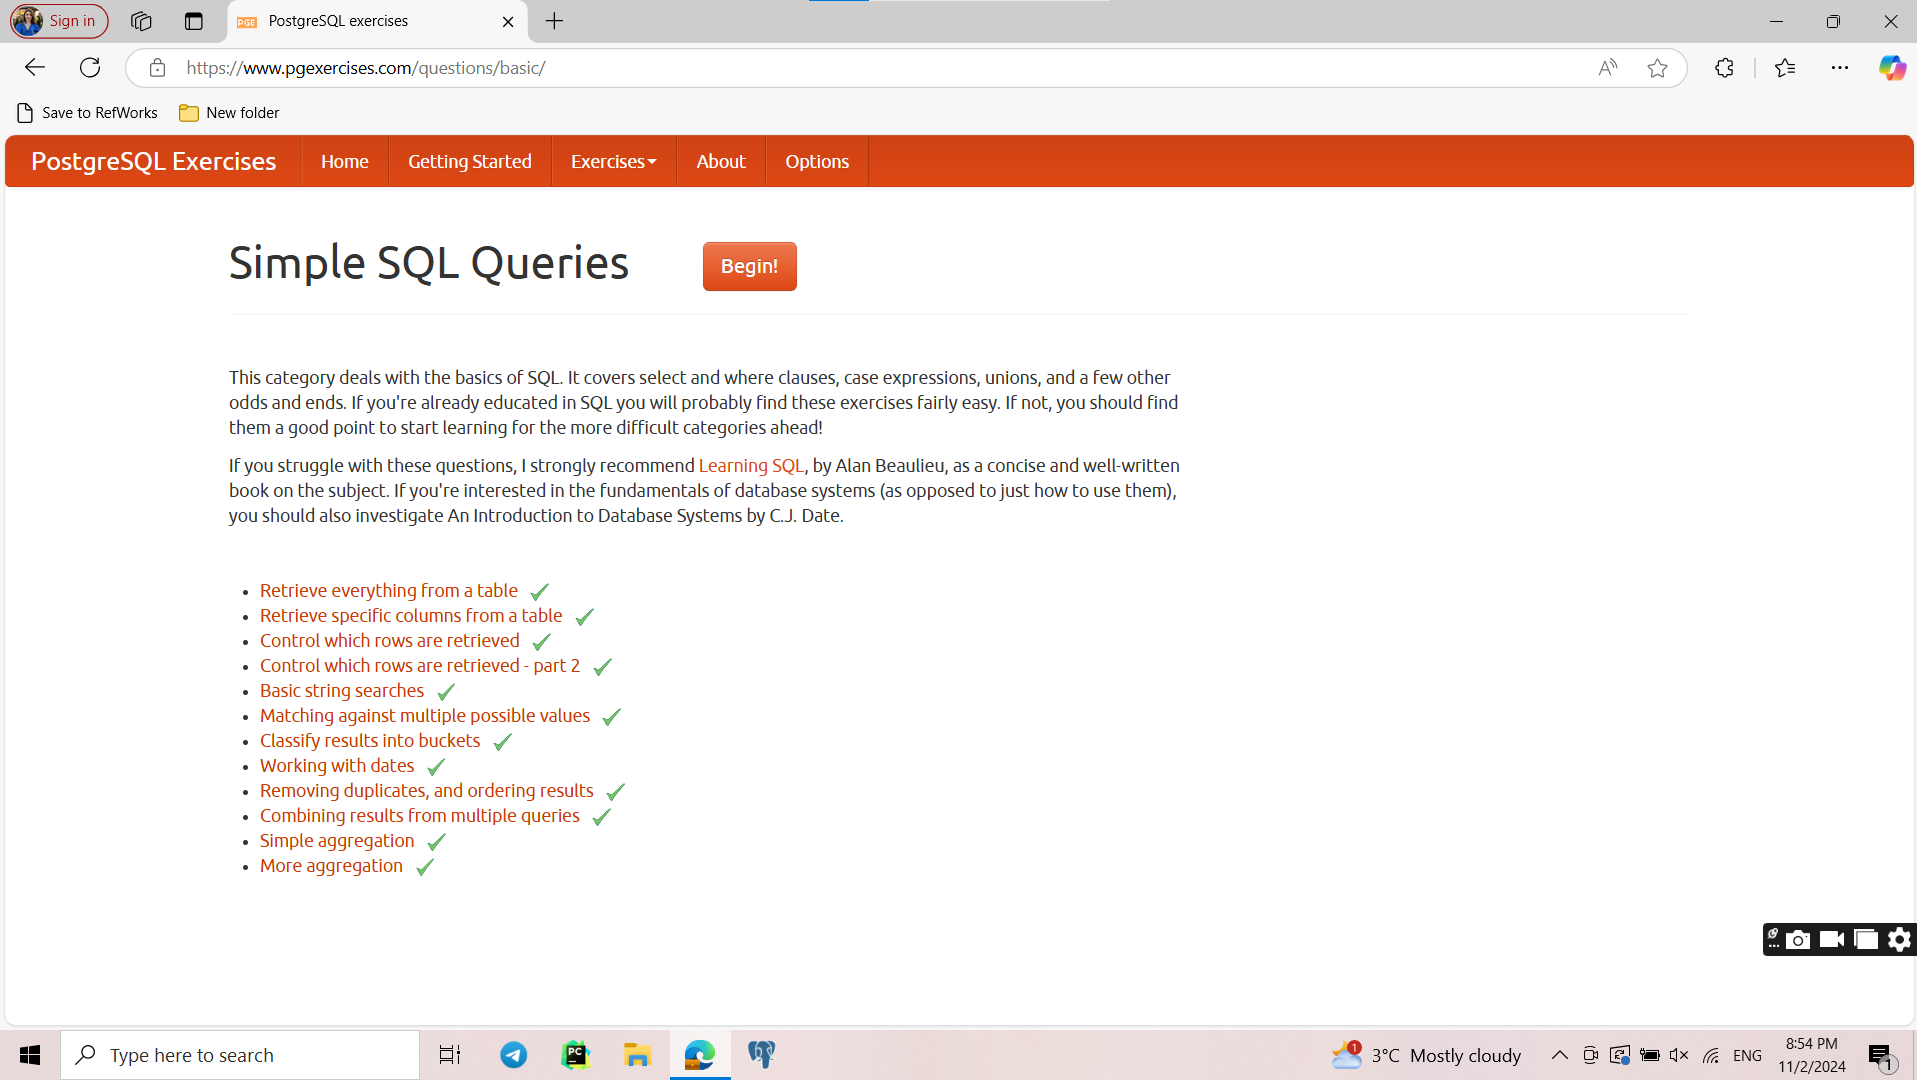 Sign in
PGE PostgreSQL exercises
https://www.pgexercises.com/questions/basic/
Save to RefWorks New folder
PostgreSQL Exercises Home Getting Started Exercises About Options
Simple SQL Queries Begin!
This category deals with the basics of SQL. It covers select and where clauses, case expressions, unions, and a few other
odds and ends. If you're already educated in SQL you will probably find these exercises fairly easy. If not, you should find
them a good point to start learning for the more difficult categories ahead!
If you struggle with these questions, I strongly recommend Learning SQL, by Alan Beaulieu, as a concise and well-written
book on the subject. If you're interested in the fundamentals of database systems (as opposed to just how to use them),
you should also investigate An Introduction to Database Systems by C.J. Date.
Retrieve everything from a table
Retrieve specific columns from a table
Control which rows are retrieved
Control which rows are retrieved - part 2
Basic string searches
Matching against multiple possible values
Classify results into buckets
Working with dates
Removing duplicates, and ordering results
Combining results from multiple queries
Simple aggregation
More aggregation
Type here to search
PC
1
3°C Mostly cloudy
ENG
8:54 PM
11/2/2024
1